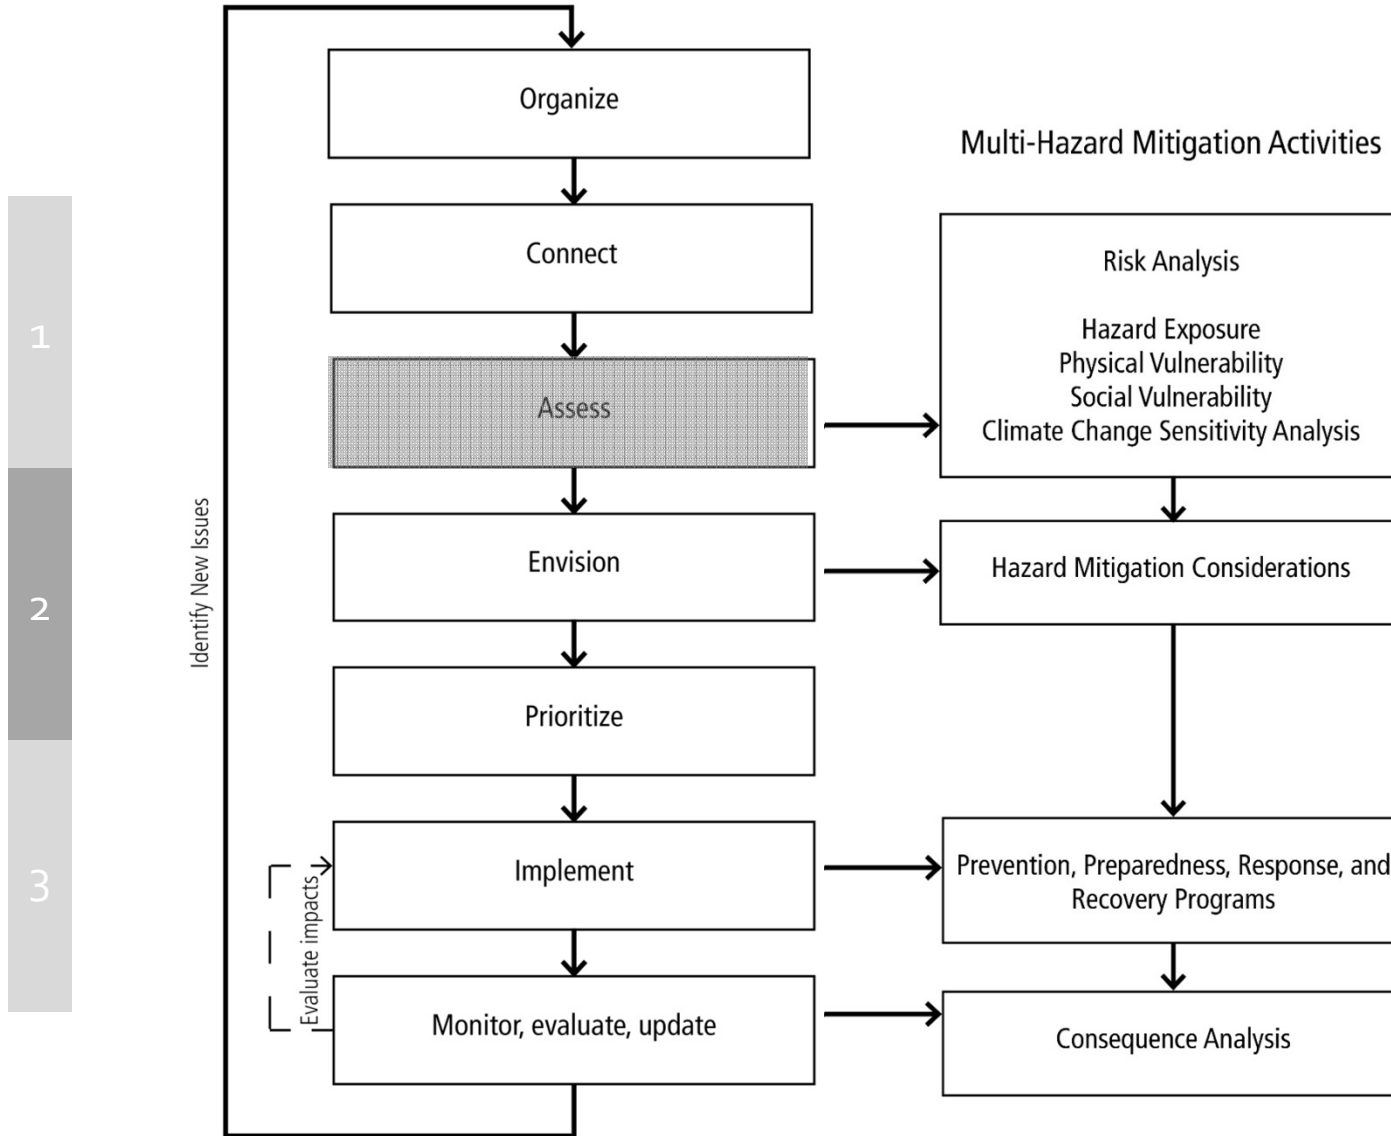 Organize
Multi-Hazard Mitigation Activities
Connect
Risk Analysis
Hazard Exposure
Physical Vulnerability
Social Vulnerability
Climate Change Sensitivity Analysis
1
Assess
Identify New Issues
Envision
Hazard Mitigation Considerations
2
Prioritize
Implement
Prevention, Preparedness, Response, and
Recovery Programs
3
Evaluate impacts
Monitor, evaluate, update
Consequence Analysis